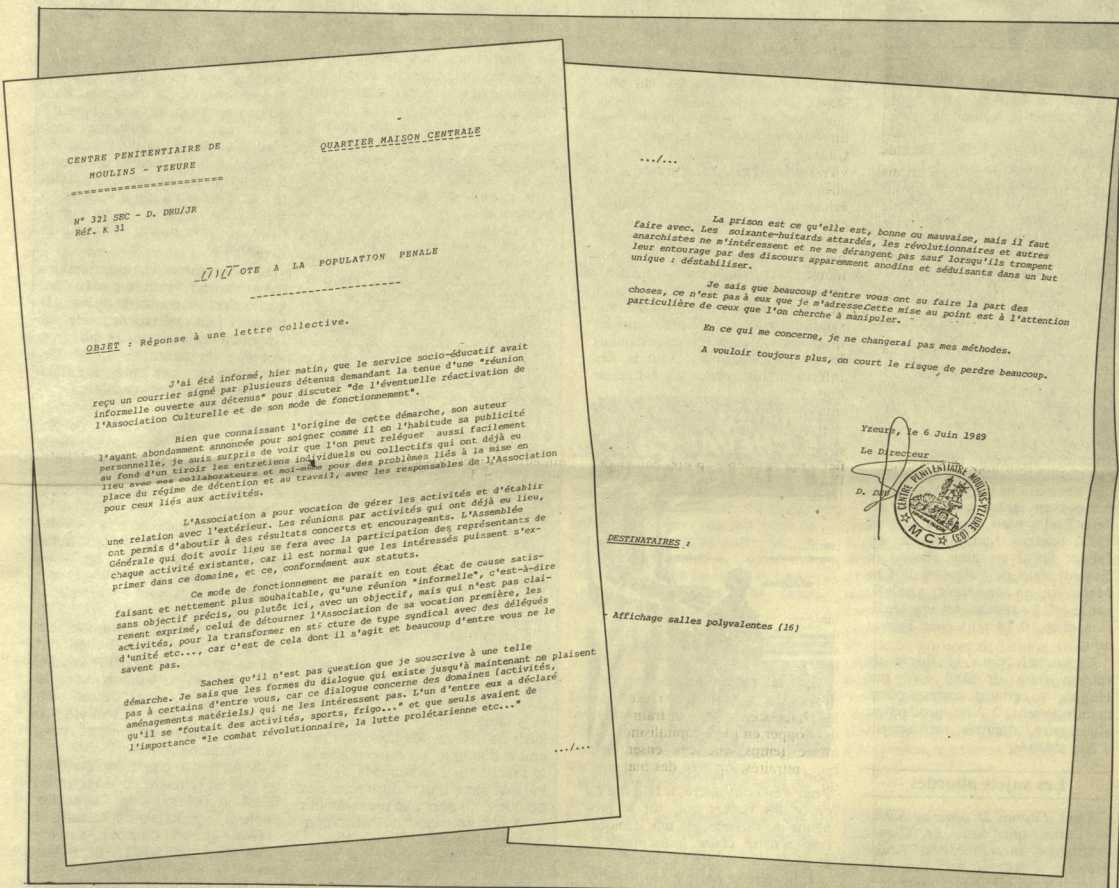 CENTRE PENITENTIAIRE DE
MOULINS - YZEURE
=======================
QUARTIER MAISON CENTRALE
N° 321 SEC - D. DRU/JR
Réf. K 31
OTE A LA POPULATION PENALE
----------------------
OBJET : Réponse à une lettre collective.
J'ai été informé, hier matin, que le service socio-éducatif avait
reçu un courrier signé par plusieurs détenus demandant la tenue d'une "réunion
informelle ouverte aux détenus" pour discuter "de l'éventuelle réactivation de
l'Association Culturelle et de son mode de fonctionnement".
Bien que connaissant l'origine de cette démarche, son auteur
l'ayant abondamment annoncée pour soigner comme il en l'habitude sa publicité
personnelle, je suis surpris de voir que l'on peut reléguer aussi facilement
au fond d'un tiroir les entretiens individuels ou collectifs qui ont déjà eu
lieu avec mes collaborateurs et moi-même pour des problèmes liés à la mise en
place du régime de détention et au travail, avec les responsables de l'Association
pour ceux liés aux activités.
L'Association a pour vocation de gérer les activités et d'établir
une relation avec l'extérieur. Les réunions par activités qui ont déjà eu lieu,
ont permis d'aboutir à des résultats concerts et encourageants. L'Assemblée
Générale qui doit avoir lieu se fera avec la participation des représentants de
chaque activité existante, car il est normal que les intéressés puissent s'ex-
primer dans ce domaine, et ce, conformément aux statuts.
Ce mode de fonctionnement me parait en tout état de cause satis-
faisant et nettement plus souhaitable, qu'une réunion "informelle", c'est-à-dire
sans objectif précis, ou plutôt ici, avec un objectif, mais qui n'est pas clai-
rement exprimé, celui de détourner l'Association de sa vocation première, les
activités, pour la transformer en cture de type syndical avec des délégués
d'unité etc..., car c'est de cela dont il s'agit et beaucoup d'entre vous ne le
savent pas.
Sachez qu'il n'est pas question que je souscrive à une telle
démarche. Je sais que les formes du dialogue qui existe jusqu'à maintenant ne plaisent
pas à certains d'entre vous, car ce dialogue concerne des domaines (activités,
aménagements matériels) qui ne les intéressent pas. L'un d'entre eux a déclaré
qu'il se "foutait des activités, sports, frigo..." et que seuls avaient de
l'importance "le combat révolutionnaire, la lutte prolétarienne etc..."
.../...
.../...
La prison est ce qu'elle est, bonne ou mauvaise, mais il faut
faire avec. Les soixante-huitards attardés, les révolutionnaires et autres
anarchistes ne m'intéressent et ne me dérangent pas sauf lorsqu'ils trompent
leur entourage par des discours apparemment anodins et séduisants dans un but
unique : déstabiliser.
Je sais que beaucoup d'entre vous ont su faire la part des
choses, ce n'est pas à eux que je m'adresse.Cette mise au point est à l'attention
particulière de ceux que l'on cherche à manipuler.
En ce qui me concerne, je ne changerai pas mes méthodes.
A vouloir toujours plus, on court le risque de perdre beaucoup.
Yzeure, le 6 Juin 1989
Le Directeur
D.
CENTRE PENITENTIAIRE MOULINS-YZEURE (03)
M C
DESTINATAIRES :
- Affichage salles polyvalentes (16)
Les sujets abordés